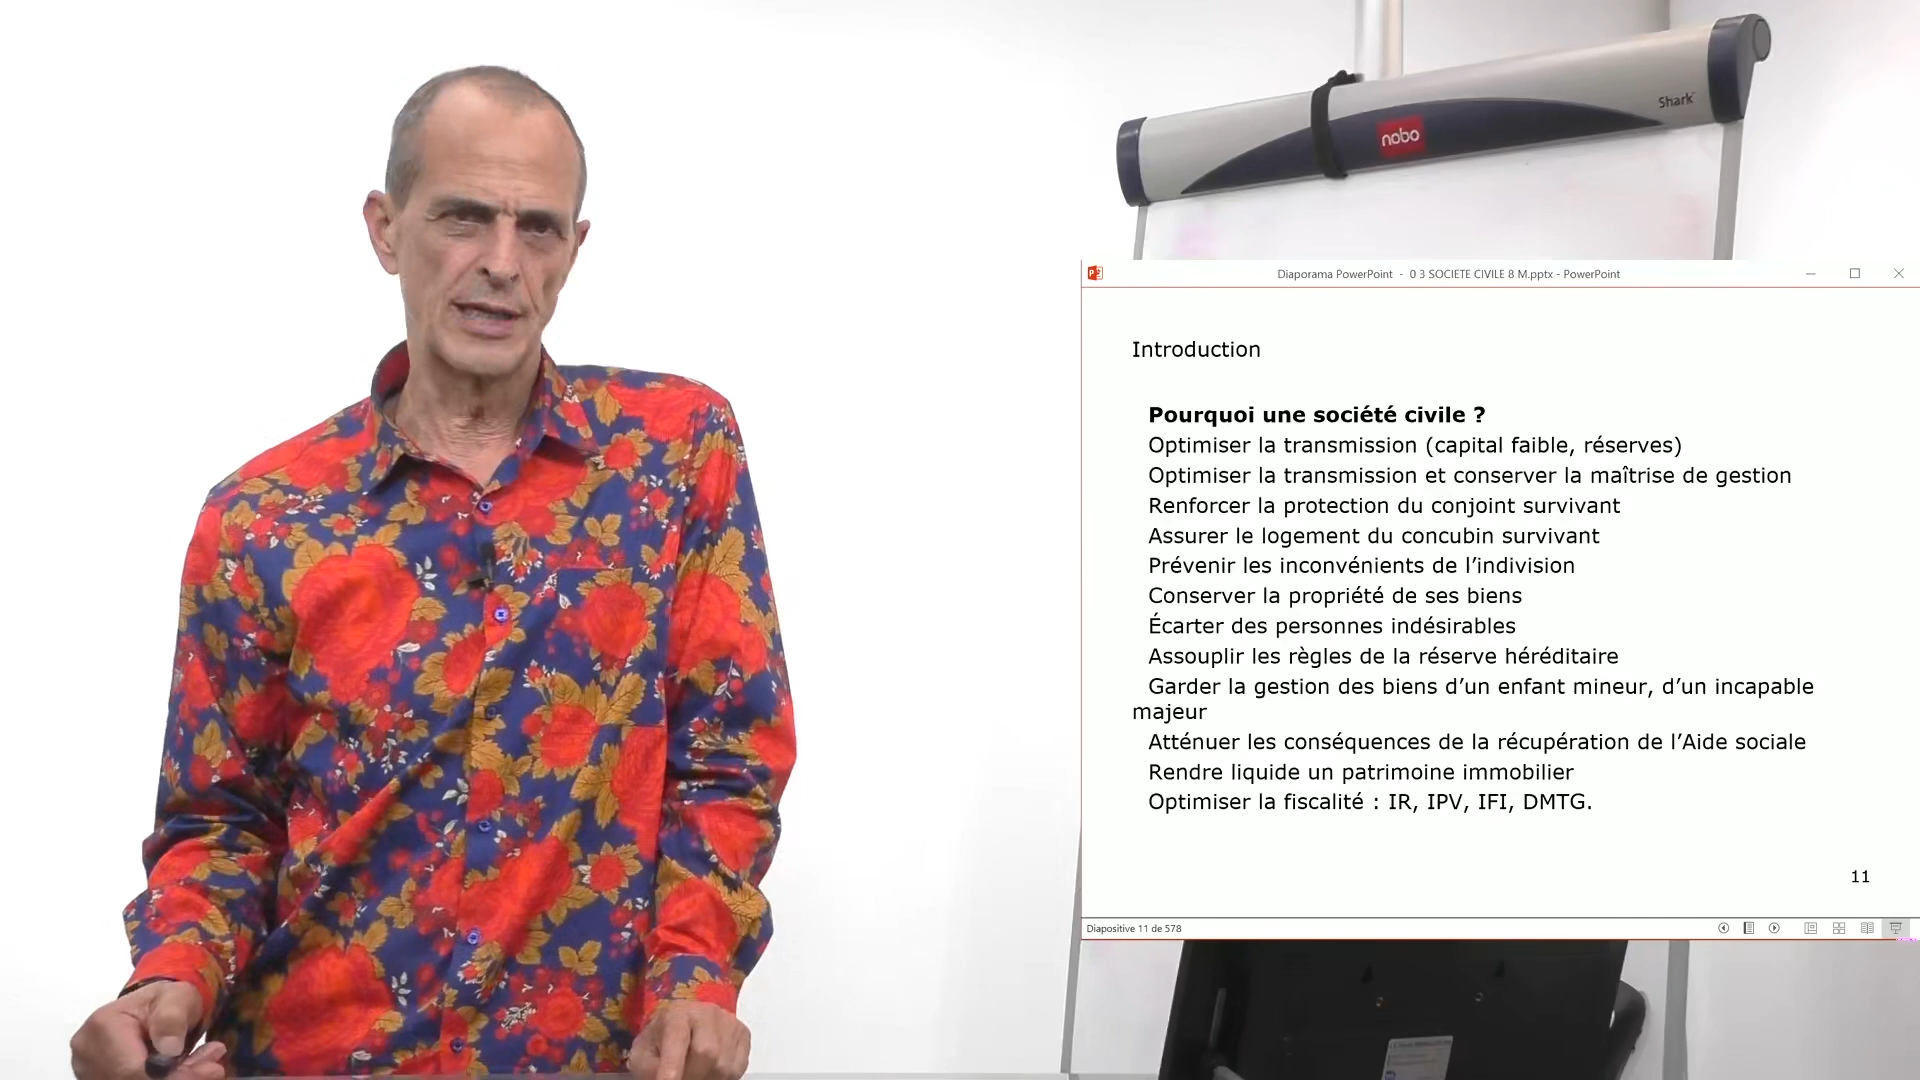 Shark
nobo
Diaporama PowerPoint - 0 3 SOCIETE CIVILE 8 M.pptx - PowerPoint
Introduction
Pourquoi une société civile ?
Optimiser la transmission (capital faible, réserves)
Optimiser la transmission et conserver la maîtrise de gestion
Renforcer la protection du conjoint survivant
Assurer le logement du concubin survivant
Prévenir les inconvénients de l’indivision
Conserver la propriété de ses biens
Écarter des personnes indésirables
Assouplir les règles de la réserve héréditaire
Garder la gestion des biens d’un enfant mineur, d’un incapable
majeur
Atténuer les conséquences de la récupération de l’Aide sociale
Rendre liquide un patrimoine immobilier
Optimiser la fiscalité : IR, IPV, IFI, DMTG.
11
Diapositive 11 de 578